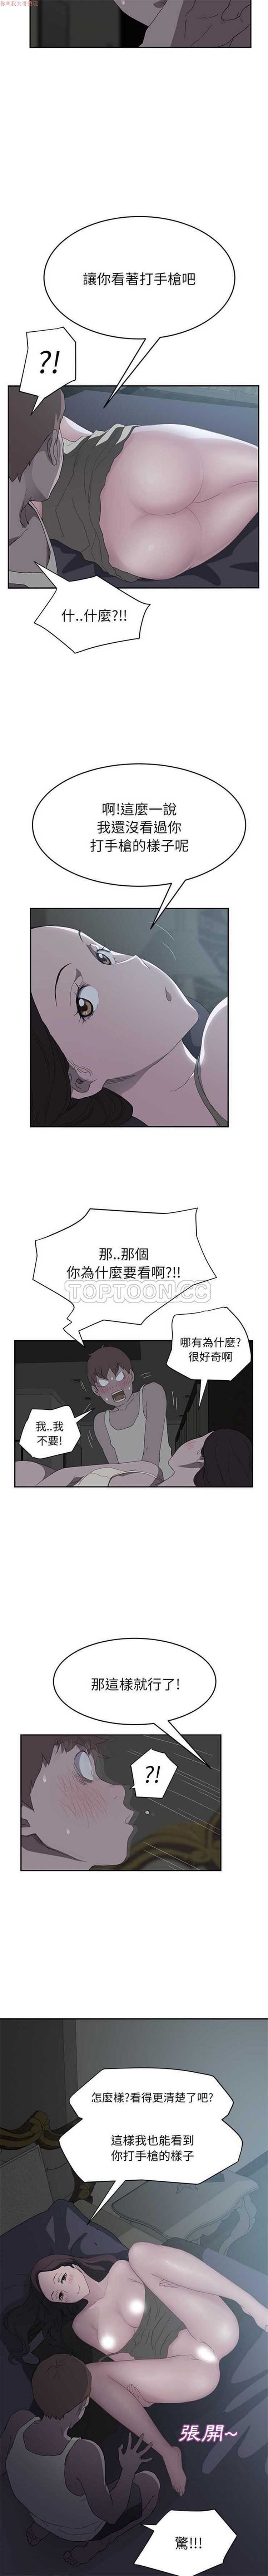 讓你看著打手槍吧
?!
什..什麼?!!
啊!這麼一說
我還沒看過你
打手槍的樣子呢
那..那個
你為什麼要看啊?!!
TOPTOON.CC
哪有為什麼?
很好奇啊
我..我
不要!
那這樣就行了!
?!
怎麼樣?看得更清楚了吧?
這樣我也能看到
你打手槍的樣子
張開~
驚!!!